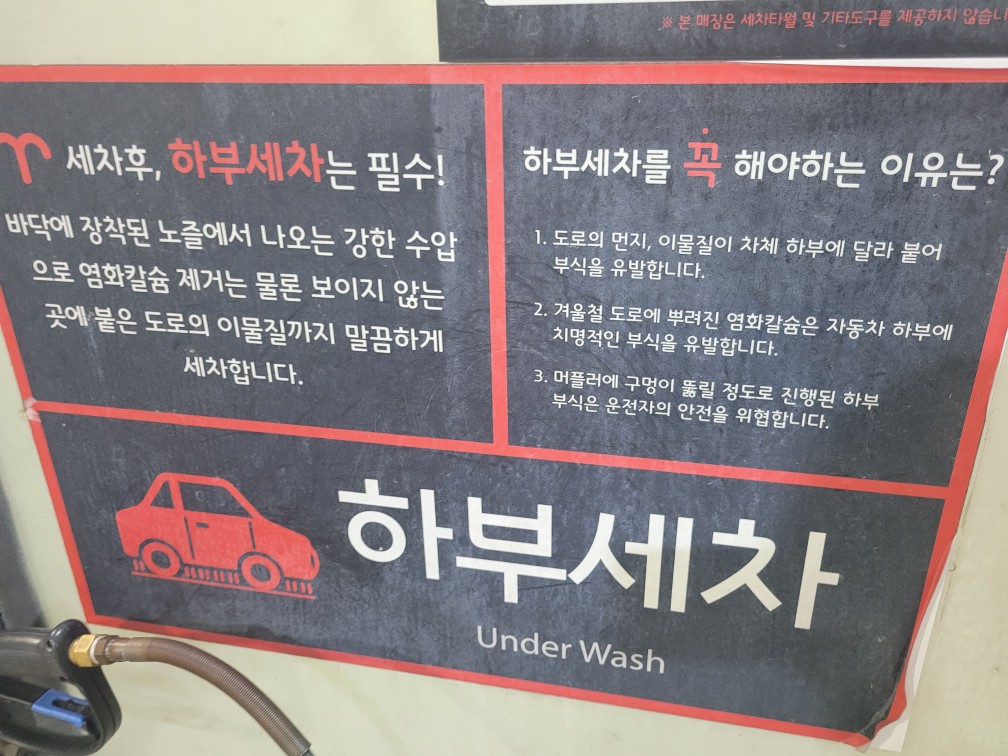 ※ 본 매장은 세차타월 및 기타도구를 제공하지 않습니
세차후, 하부세차는 필수!
바닥에 장착된 노즐에서 나오는 강한 수압
으로 염화칼슘 제거는 물론 보이지 않는
곳에 붙은 도로의 이물질까지 말끔하게
세차합니다.
하부세차를 꼭 해야하는 이유는?
1. 도로의 먼지, 이물질이 차체 하부에 달라 붙어
부식을 유발합니다.
2. 겨울철 도로에 뿌려진 염화칼슘은 자동차 하부에
치명적인 부식을 유발합니다.
3. 머플러에 구멍이 뚫릴 정도로 진행된 하부
부식은 운전자의 안전을 위협합니다.
하부세차
Under Wash